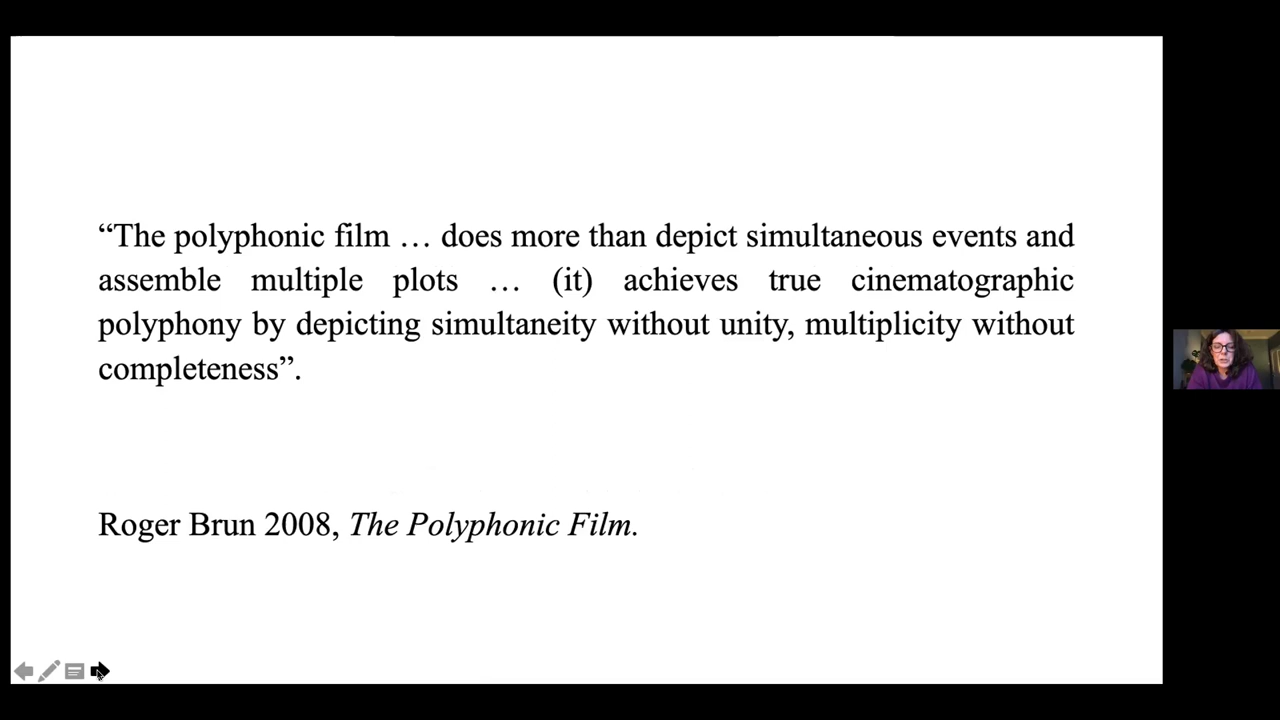 “The polyphonic film … does more than depict simultaneous events and
assemble multiple plots … (it) achieves true cinematographic
polyphony by depicting simultaneity without unity, multiplicity without
completeness”.
Roger Brun 2008, The Polyphonic Film.